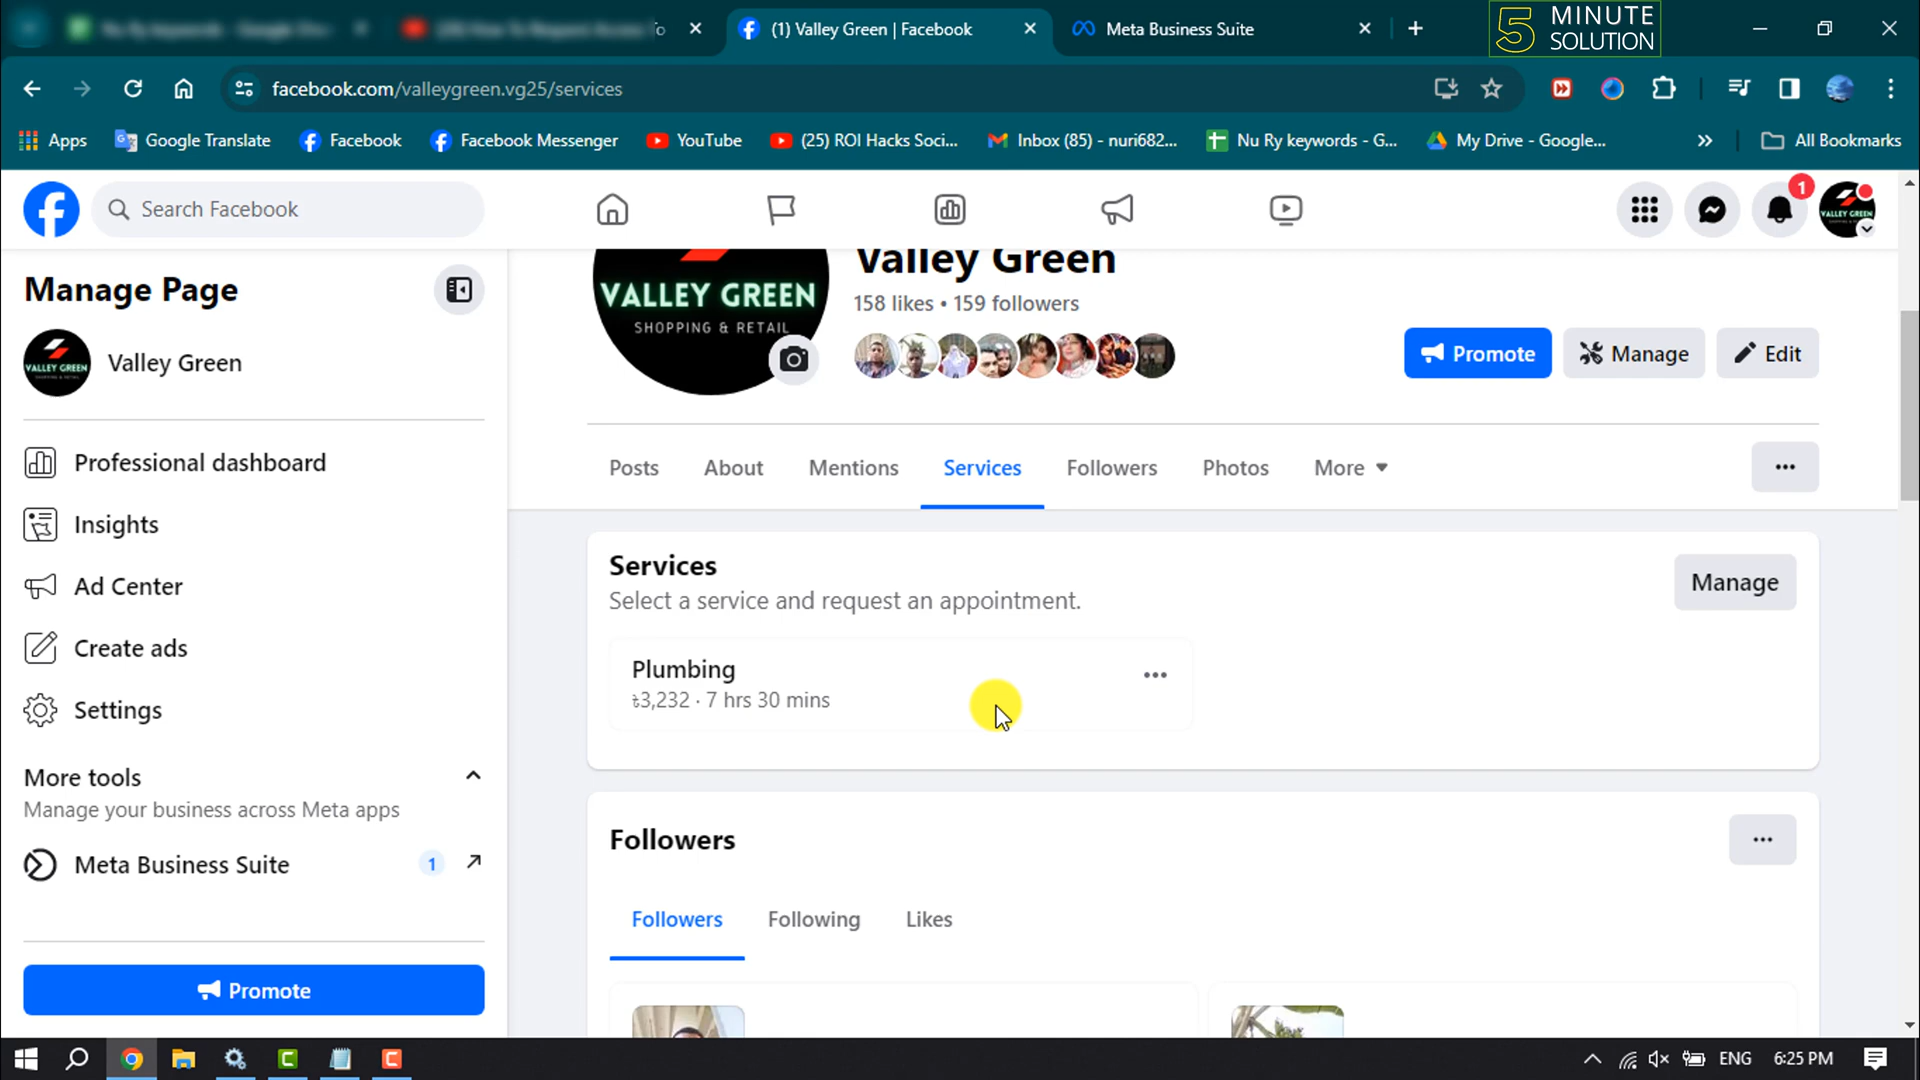 (1) Valley Green | Facebook
Meta Business Suite
5 MINUTE
SOLUTION
facebook.com/valleygreen.vg25/services
Apps
Google Translate
Facebook
Facebook Messenger
YouTube
(25) ROI Hacks Soci...
Inbox (85) - nuri682...
Nu Ry keywords - G...
My Drive - Google...
All Bookmarks
Search Facebook
1
VALLEY GREEN
Manage Page
Valley Green
VALLEY GREEN
SHOPPING & RETAIL
Valley Green
158 likes • 159 followers
Promote
Manage
Edit
Professional dashboard
Insights
Ad Center
Create ads
Settings
More tools
Manage your business across Meta apps
Meta Business Suite
1
Promote
Posts
About
Mentions
Services
Followers
Photos
More
Services
Select a service and request an appointment.
Manage
Plumbing
৳3,232 · 7 hrs 30 mins
Followers
Followers
Following
Likes
ENG
6:25 PM